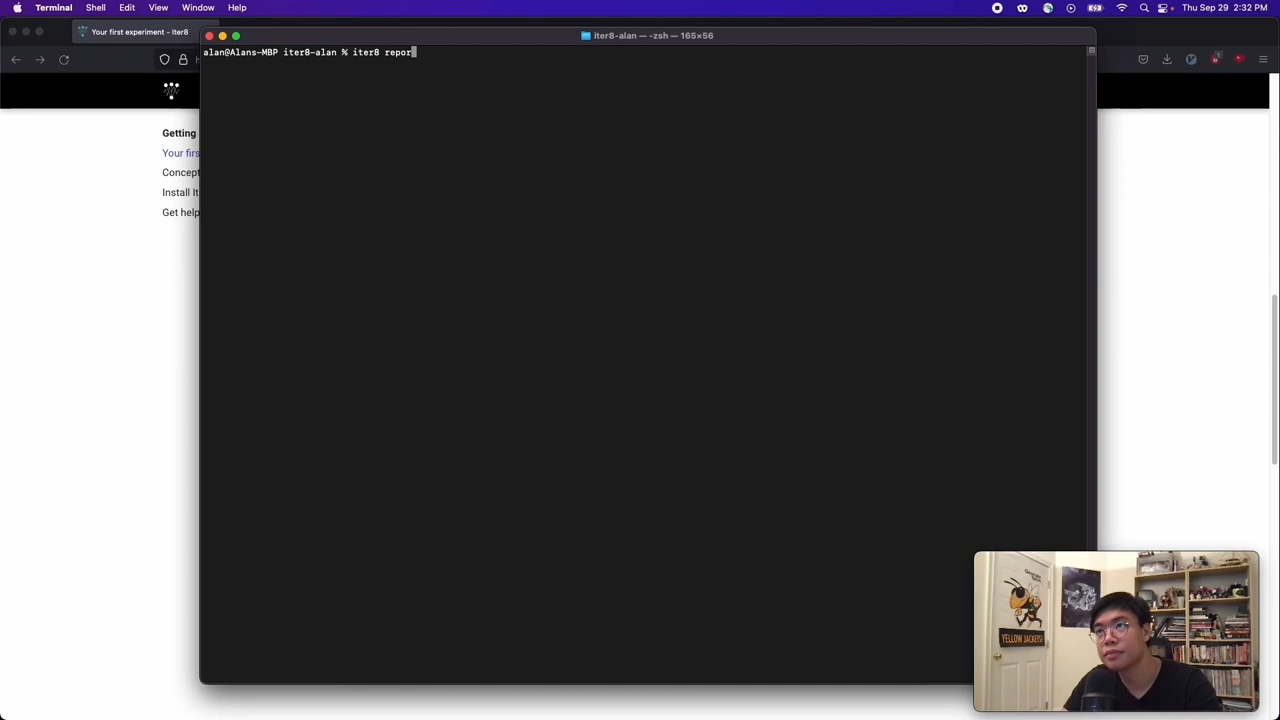 Terminal Shell Edit View Window Help
Thu Sep 29 2:32 PM
Your first experiment - Iter8
iter8-alan — -zsh — 165×56
alan@Alans-MBP iter8-alan % iter8 repor
Getting
Your firs
Concept
Install It
Get help
YELLOW JACKETS!